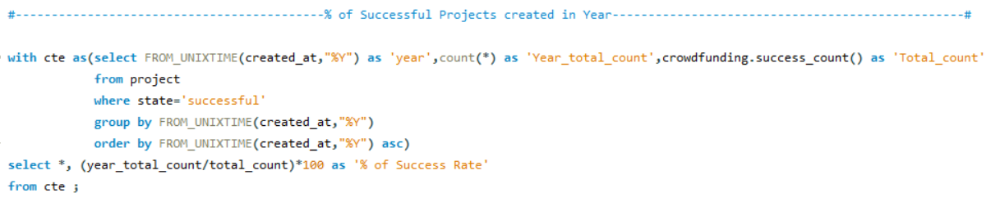 #------------------------------------------% of Successful Projects created in Year------------------------------------------------#
with cte as(select FROM_UNIXTIME(created_at,"%Y") as 'year',count(*) as 'Year_total_count',crowdfunding.success_count() as 'Total_count'
from project
where state='successful'
group by FROM_UNIXTIME(created_at,"%Y")
order by FROM_UNIXTIME(created_at,"%Y") asc)
select *, (year_total_count/total_count)*100 as '% of Success Rate'
from cte ;